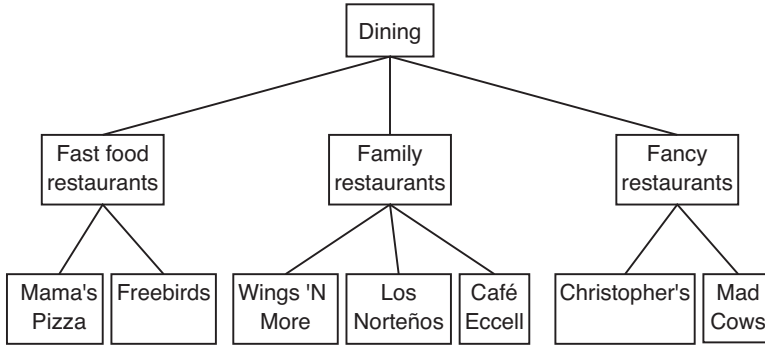 Dining
Fast food
restaurants
Family
restaurants
Fancy
restaurants
Mama's
Pizza
Freebirds
Wings 'N
More
Los
Norteños
Café
Eccell
Christopher's
Mad
Cows